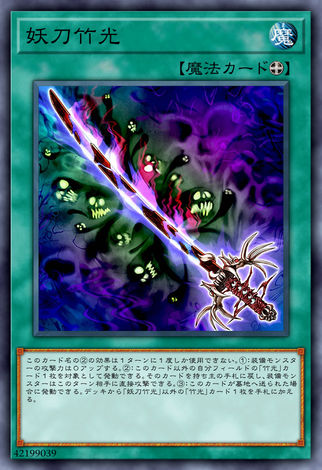 妖刀竹光
魔
【魔法カード】
このカード名の②の効果は1ターンに1度しか使用できない。①：装備モンスター
の攻撃力は0アップする。②：このカード以外の自分フィールドの「竹光」カ
ード1枚を対象として発動できる。そのカードを持ち主の手札に戻し、装備モン
スターはこのターン相手に直接攻撃できる。③：このカードが墓地へ送られた場
合に発動できる。デッキから「妖刀竹光」以外の「竹光」カード1枚を手札に加え
る。
42199039